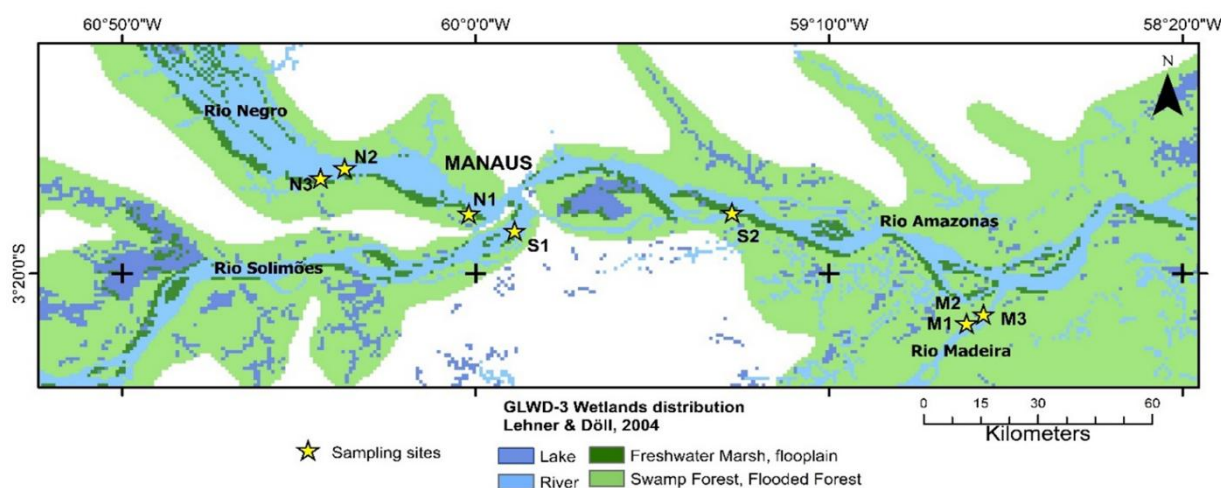 60°50'0"W 60°0'0"W 59°10'0"W 58°20'0"W
N
Rio Negro
N2
MANAUS
N3
N1
S1
S2
Rio Amazonas
3°20'0"S
Rio Solimões
M2
M1 M3
Rio Madeira
GLWD-3 Wetlands distribution
Lehner & Döll, 2004
0 15 30 60
Kilometers
Sampling sites
Lake
Freshwater Marsh, flooplain
River
Swamp Forest, Flooded Forest